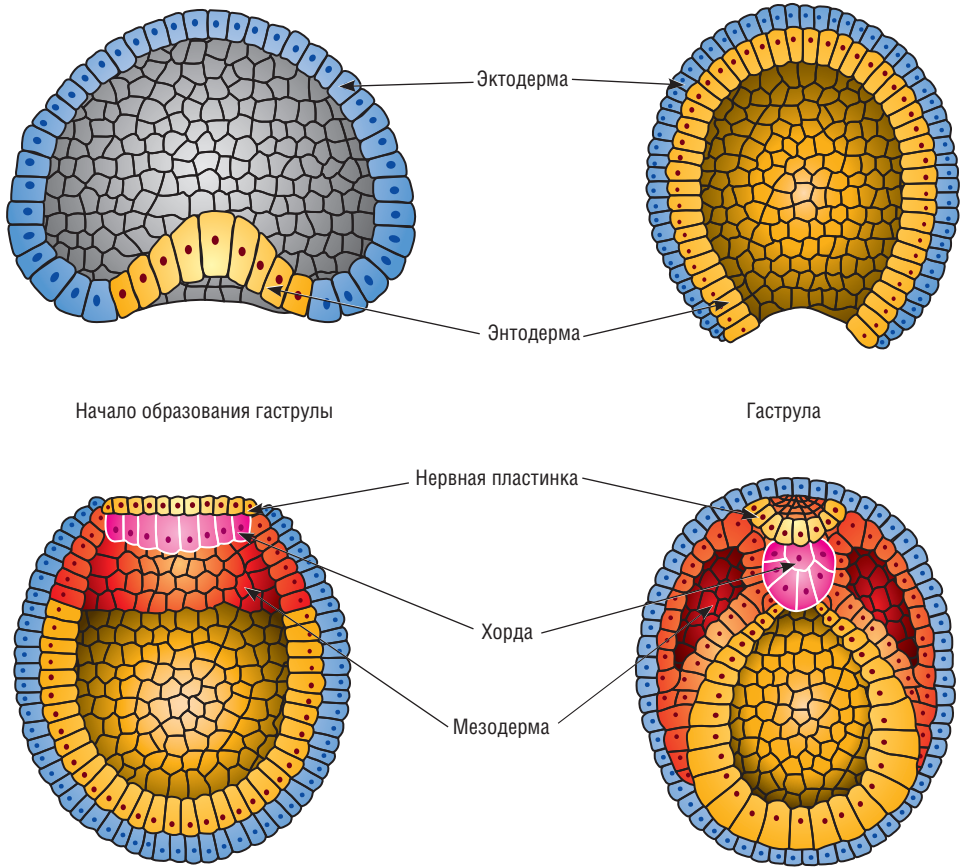 Эктодерма
Энтодерма
Начало образования гаструлы
Гаструла
Нервная пластинка
Хорда
Мезодерма